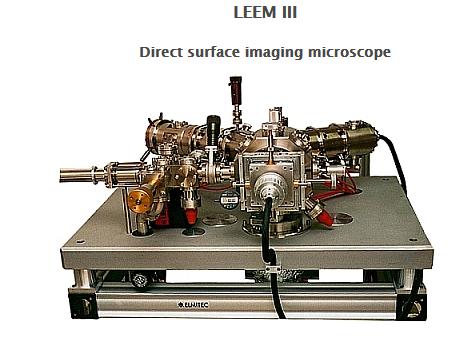 LEEM III
Direct surface imaging microscope
ELMITEC